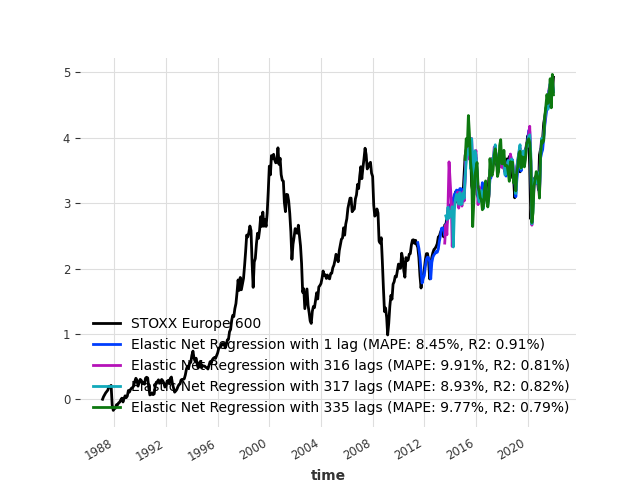 5
4
3
2
1
0
STOXX Europe 600
Elastic Net Regression with 1 lag (MAPE: 8.45%, R2: 0.91%)
Elastic Net Regression with 316 lags (MAPE: 9.91%, R2: 0.81%)
Elastic Net Regression with 317 lags (MAPE: 8.93%, R2: 0.82%)
Elastic Net Regression with 335 lags (MAPE: 9.77%, R2: 0.79%)
1988 1992 1996 2000 2004 2008 2012 2016 2020
time